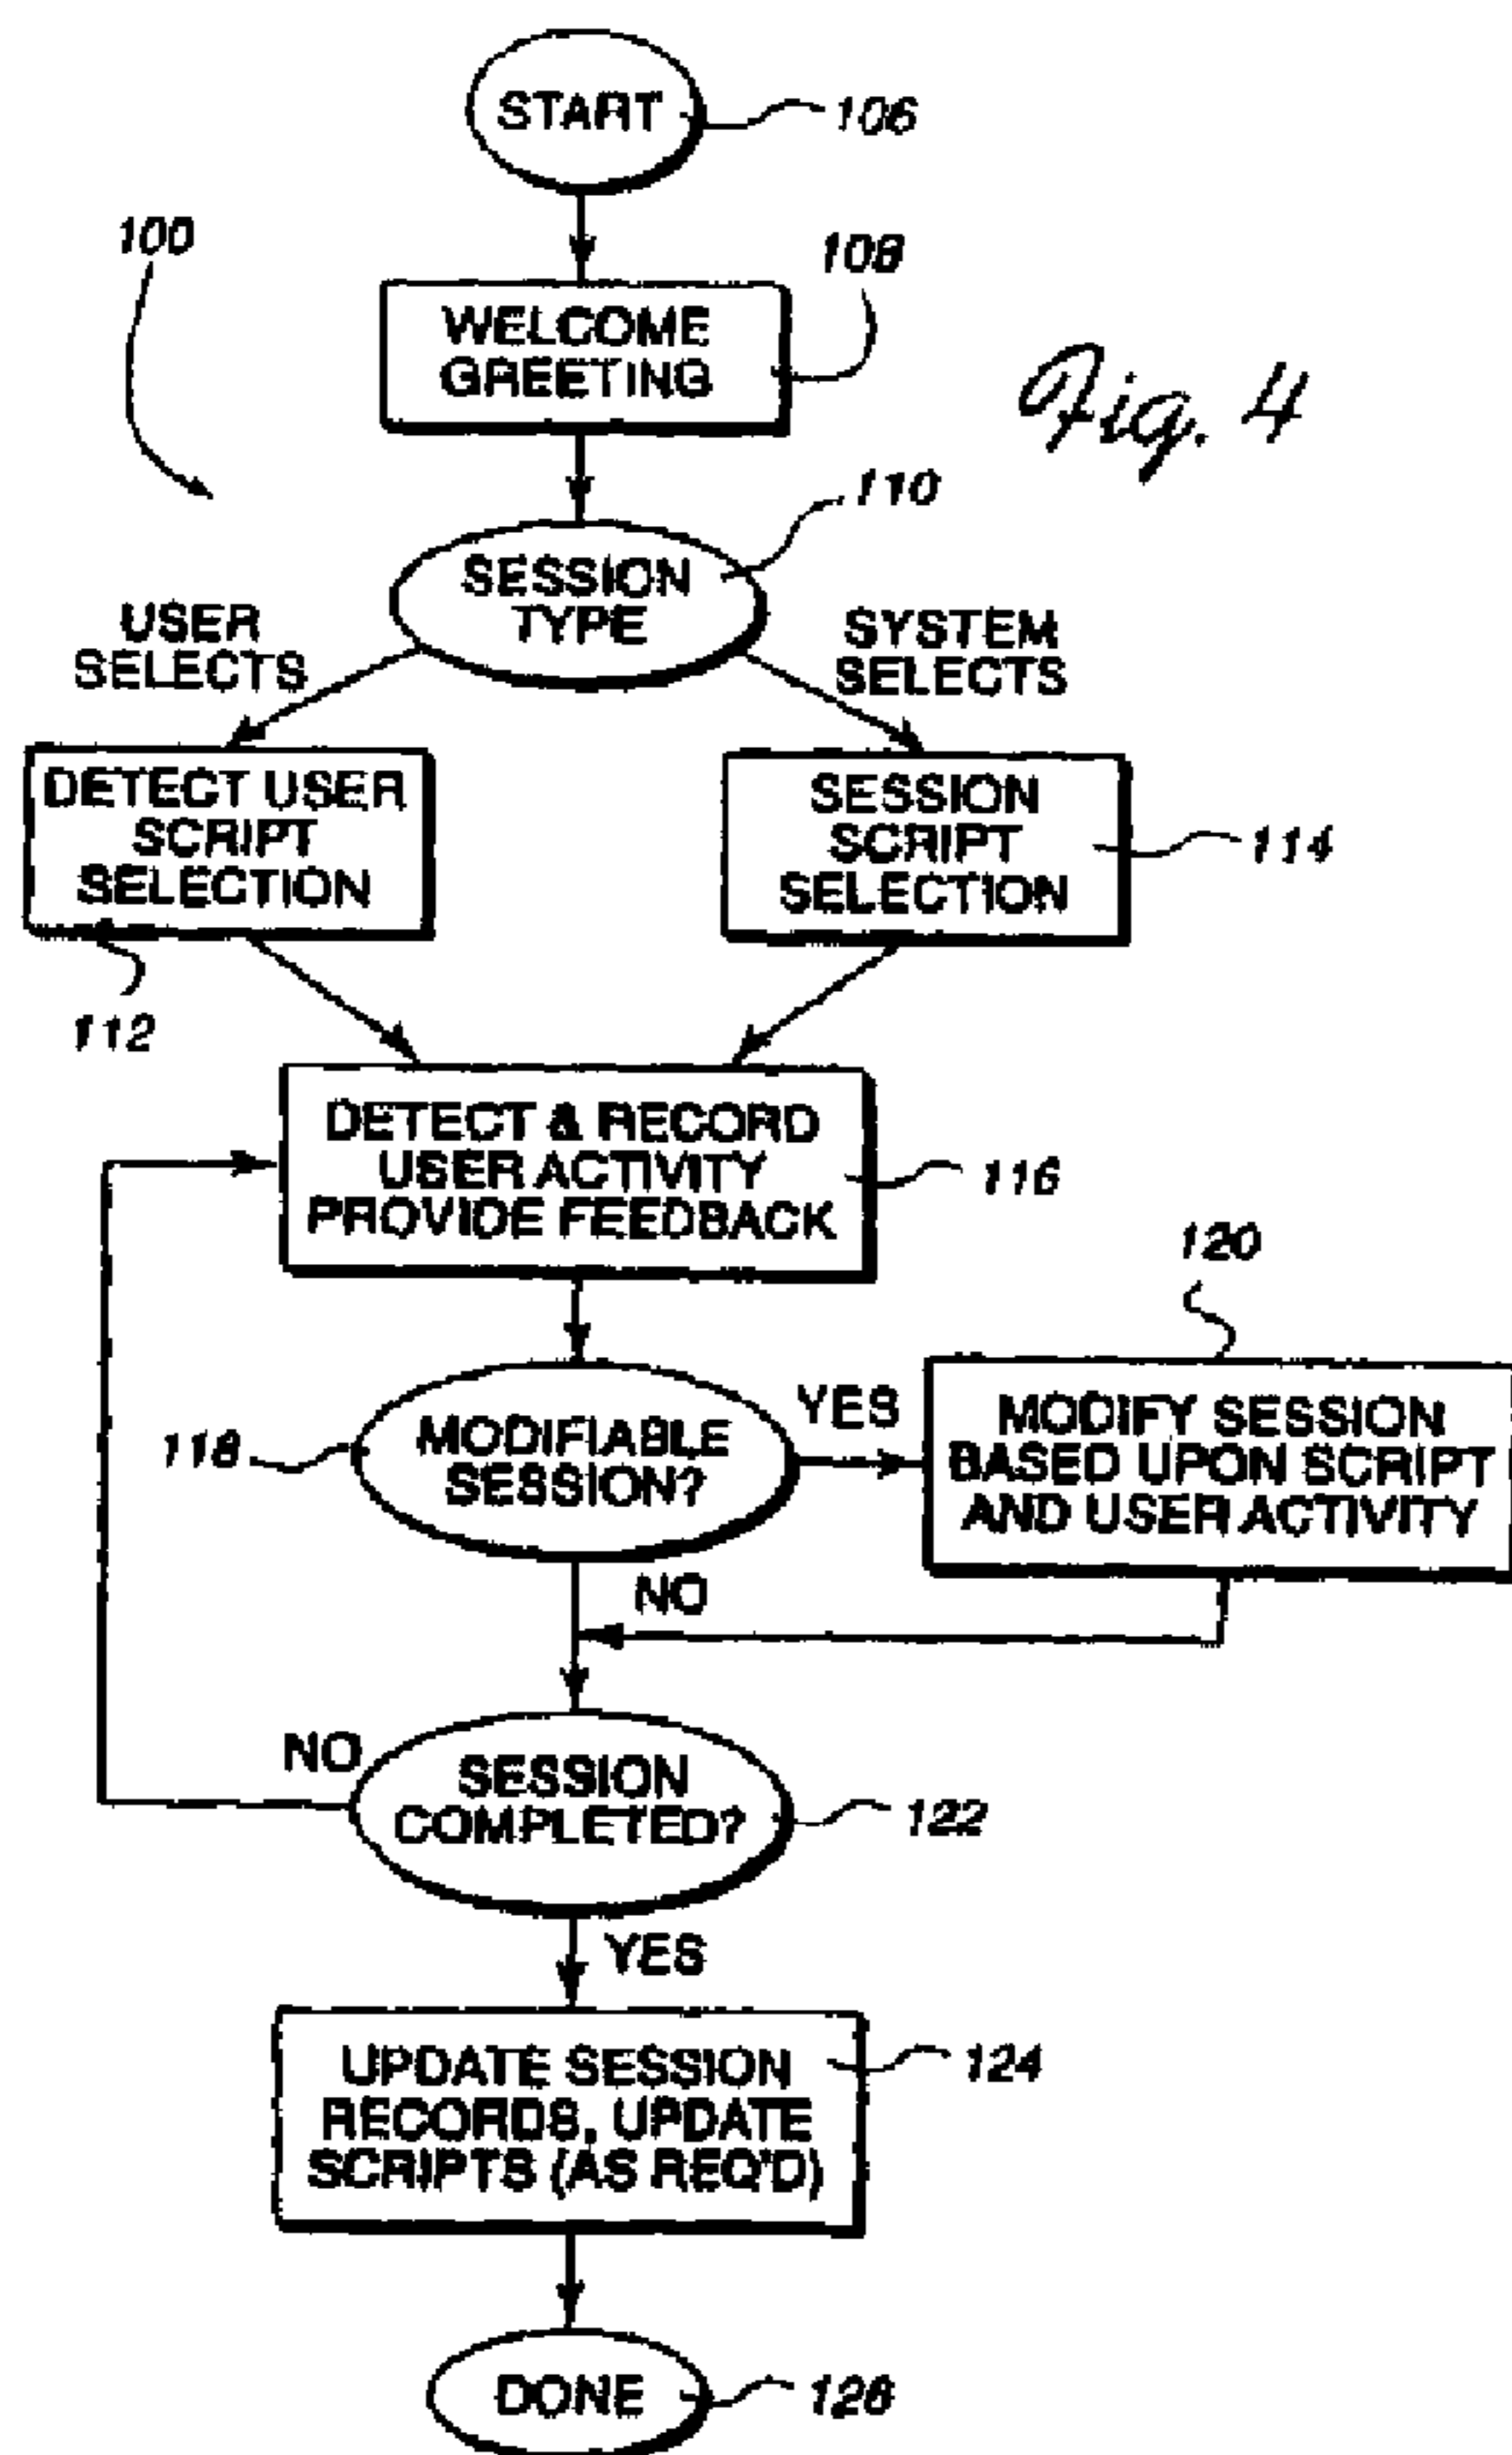 START
106
100
108
WELCOME
GREETING
Fig. 4
110
SESSION
TYPE
USER
SELECTS
SYSTEM
SELECTS
DETECT USER
SCRIPT
SELECTION
SESSION
SCRIPT
SELECTION
114
112
DETECT & RECORD
USER ACTIVITY
PROVIDE FEEDBACK
116
120
118
MODIFIABLE
SESSION?
YES
MODIFY SESSION
BASED UPON SCRIPT
AND USER ACTIVITY
NO
NO
SESSION
COMPLETED?
122
YES
UPDATE SESSION
RECORDS, UPDATE
SCRIPTS (AS REQ'D)
124
DONE
126